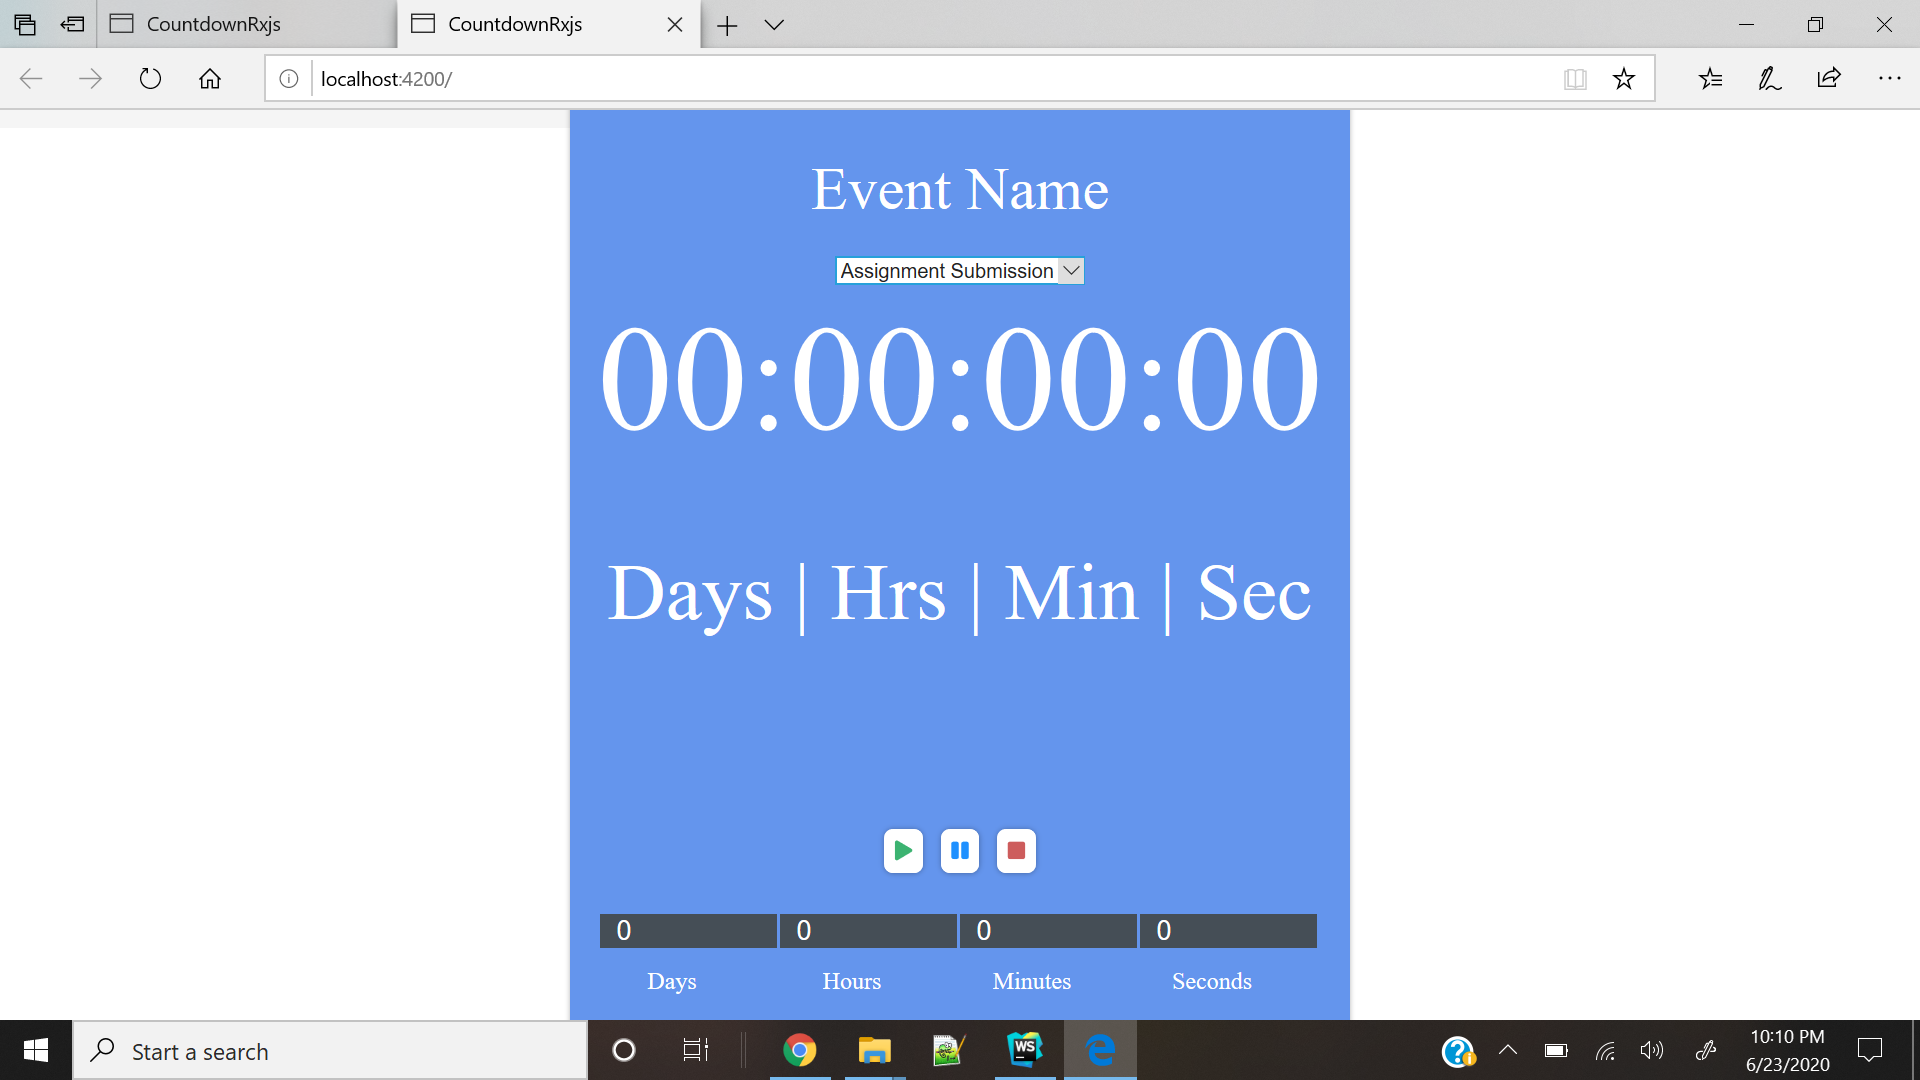 CountdownRxjs
CountdownRxjs
localhost:4200/
Event Name
Assignment Submission
00:00:00:00
Days | Hrs | Min | Sec
0 0 0 0
Days Hours Minutes Seconds
Start a search
WS
10:10 PM
6/23/2020